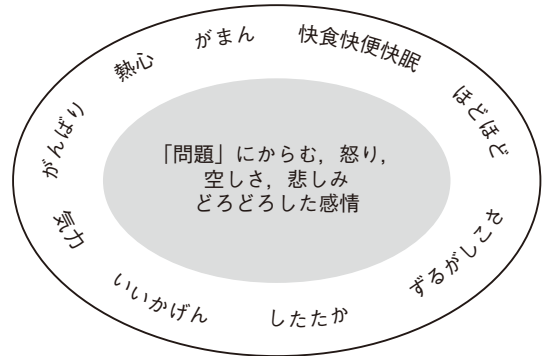 がまん
快食快便快眠
熱心
ほどほど
がんばり
「問題」にからむ，怒り，
空しさ，悲しみ
どろどろした感情
気力
ずるがしこさ
いいかげん
したたか